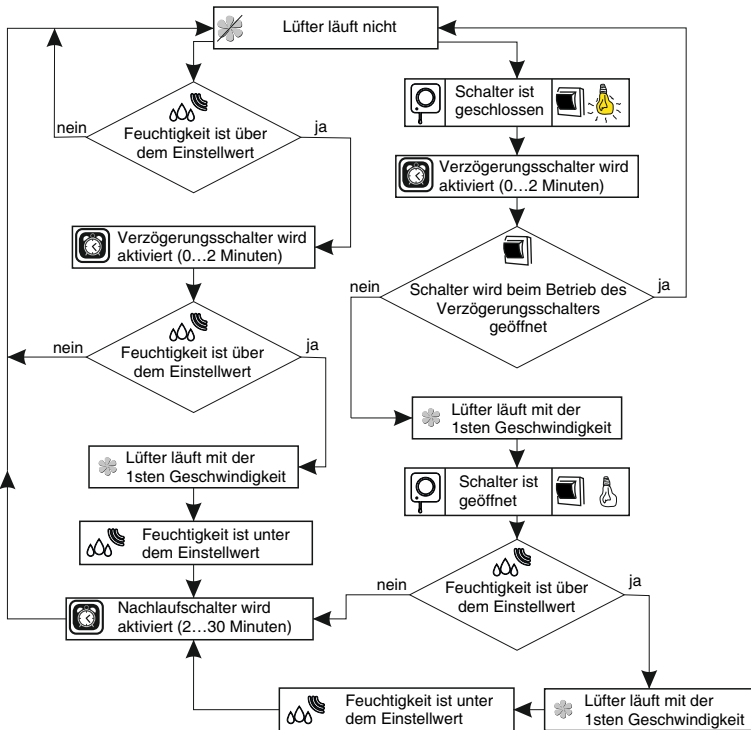 Lüfter läuft nicht
Feuchtigkeit ist über
dem Einstellwert
nein
ja
Verzögerungsschalter wird
aktiviert (0...2 Minuten)
Feuchtigkeit ist über
dem Einstellwert
nein
ja
Lüfter läuft mit der
1sten Geschwindigkeit
Feuchtigkeit ist unter
dem Einstellwert
Nachlaufschalter wird
aktiviert (2...30 Minuten)
Schalter ist
geschlossen
Verzögerungsschalter wird
aktiviert (0...2 Minuten)
nein
ja
Schalter wird beim Betrieb des
Verzögerungsschalters
geöffnet
Lüfter läuft mit der
1sten Geschwindigkeit
Schalter ist
geöffnet
nein
ja
Feuchtigkeit ist über
dem Einstellwert
Lüfter läuft mit der
1sten Geschwindigkeit
Feuchtigkeit ist unter
dem Einstellwert